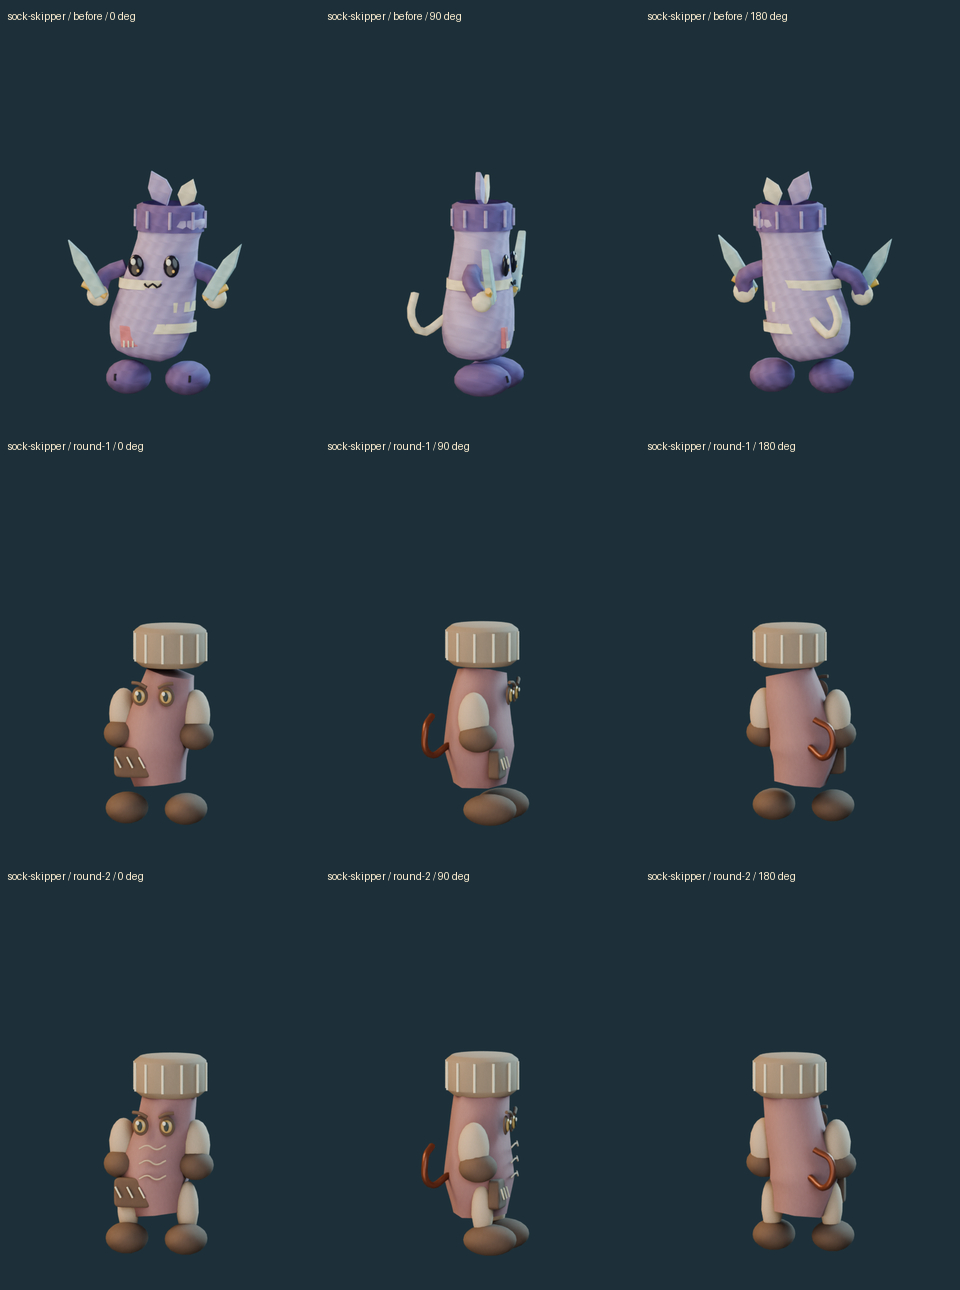 sock-skipper / before / 0 deg
sock-skipper / before / 90 deg
sock-skipper / before / 180 deg
sock-skipper / round-1 / 0 deg
sock-skipper / round-1 / 90 deg
sock-skipper / round-1 / 180 deg
sock-skipper / round-2 / 0 deg
sock-skipper / round-2 / 90 deg
sock-skipper / round-2 / 180 deg